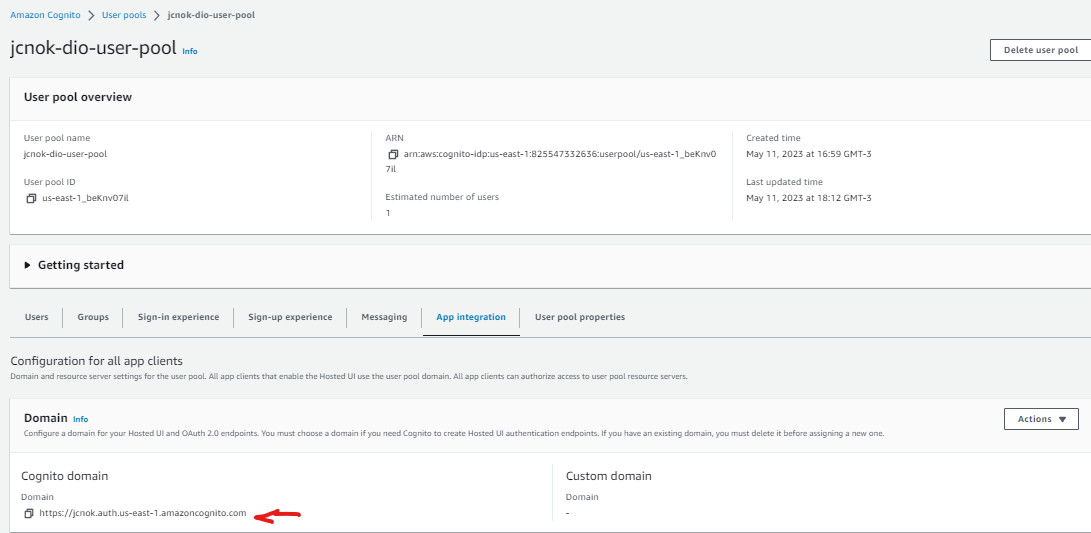 Amazon Cognito > User pools > jcnok-dio-user-pool
jcnok-dio-user-pool Info
Delete user pool
User pool overview
User pool name
jcnok-dio-user-pool
User pool ID
us-east-1_beKnv07il
ARN
arn:aws:cognito-idp:us-east-1:825547332636:userpool/us-east-1_beKnv0
7il
Estimated number of users
1
Created time
May 11, 2023 at 16:59 GMT-3
Last updated time
May 11, 2023 at 18:12 GMT-3
Getting started
Users Groups Sign-in experience Sign-up experience Messaging App integration User pool properties
Configuration for all app clients
Domain and resource server settings for the user pool. All app clients that enable the Hosted UI use the user pool domain. All app clients can authorize access to user pool resource servers.
Domain Info
Actions
Configure a domain for your Hosted UI and OAuth 2.0 endpoints. You must choose a domain if you need Cognito to create Hosted UI authentication endpoints. If you have an existing domain, you must delete it before assigning a new one.
Cognito domain
Domain
https://jcnok.auth.us-east-1.amazoncognito.com
Custom domain
Domain
-